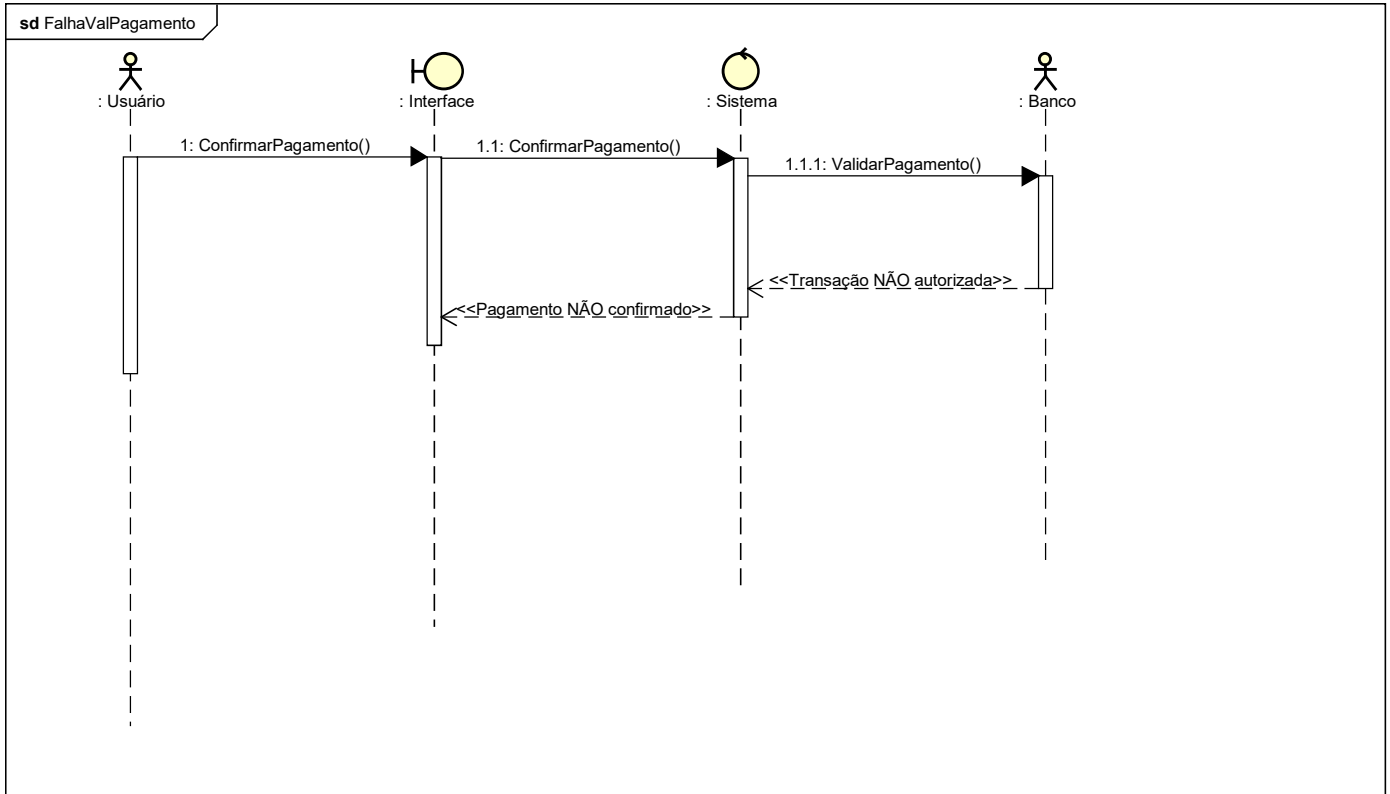 sd FalhaValPagamento
: Usuário
: Interface
: Sistema
: Banco
1: ConfirmarPagamento()
1.1: ConfirmarPagamento()
1.1.1: ValidarPagamento()
<<Transação NÃO autorizada>>
<<Pagamento NÃO confirmado>>